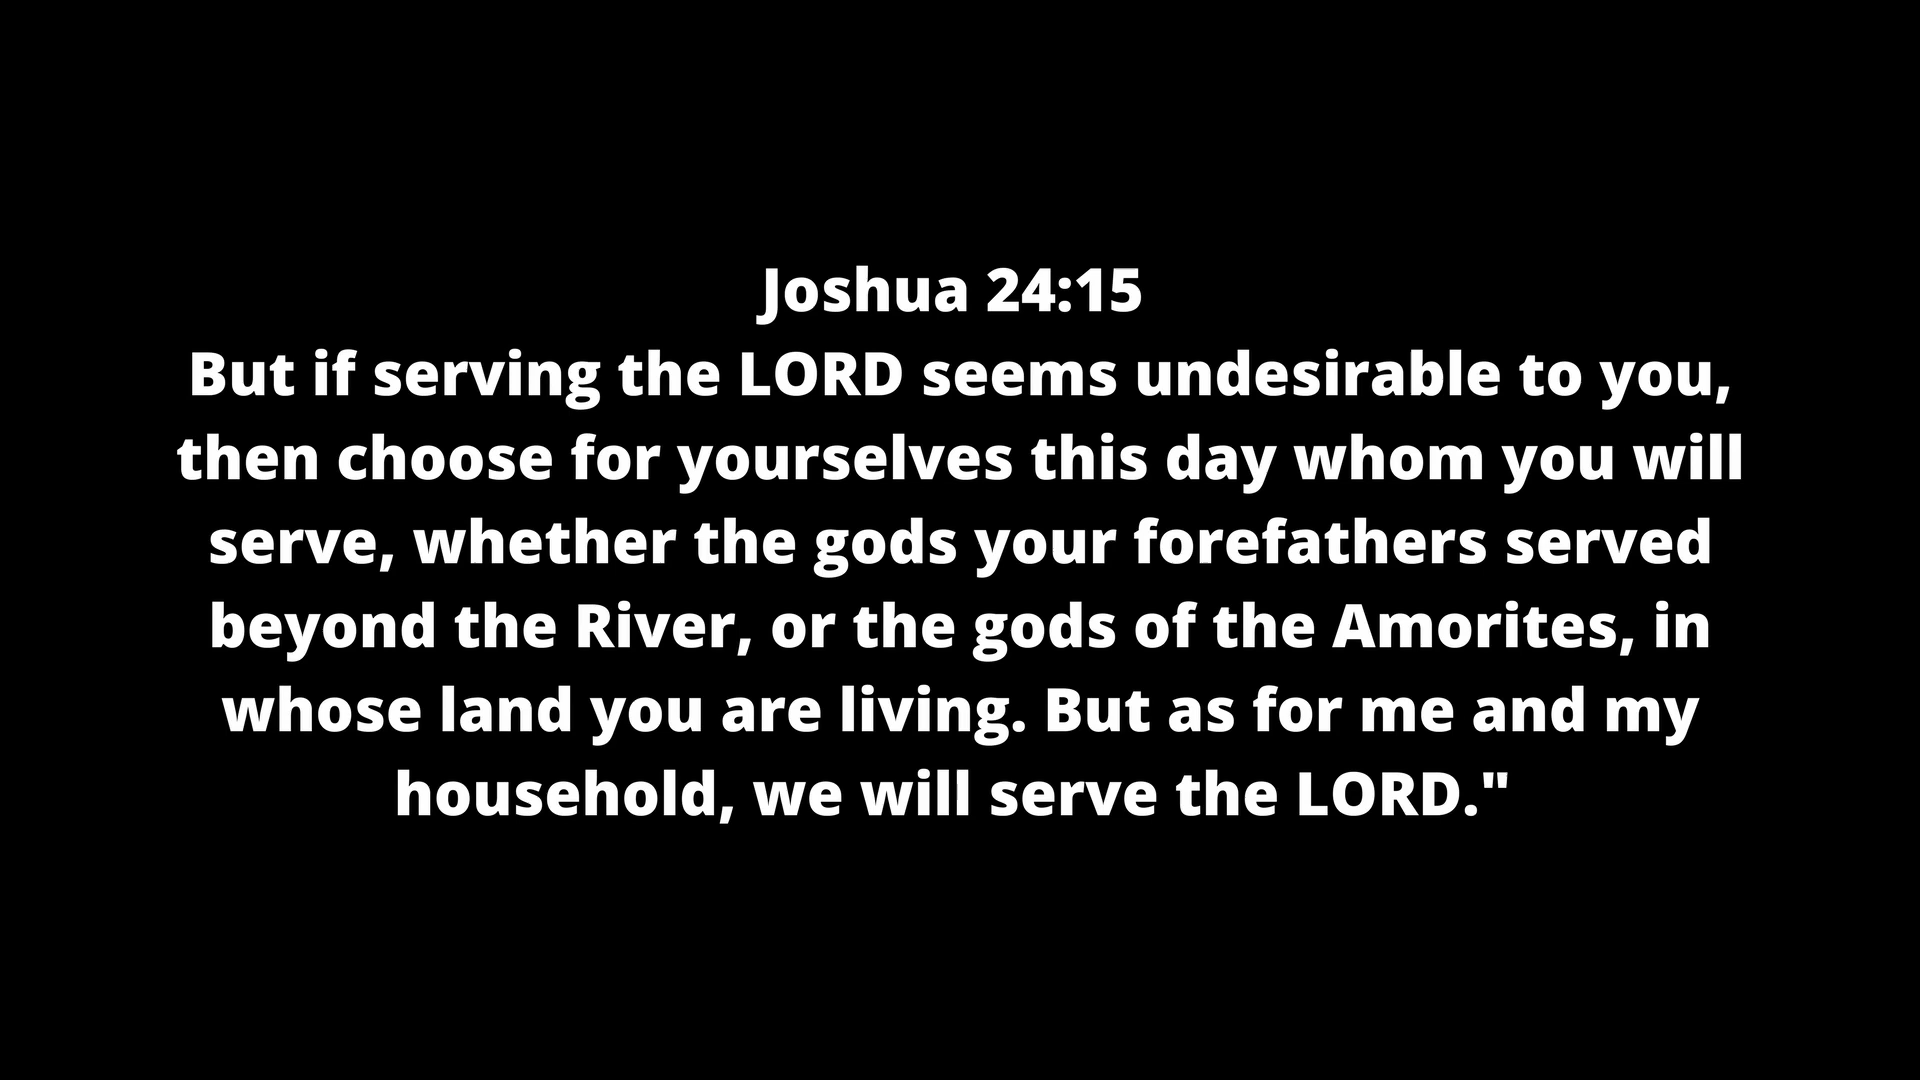 Joshua 24:15
But if serving the LORD seems undesirable to you,
then choose for yourselves this day whom you will
serve, whether the gods your forefathers served
beyond the River, or the gods of the Amorites, in
whose land you are living. But as for me and my
household, we will serve the LORD."